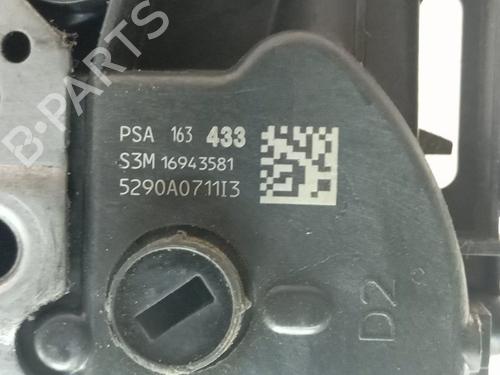 B-PARTS
PSA 163 433
S3M 16943581
5290A0711I3
D2